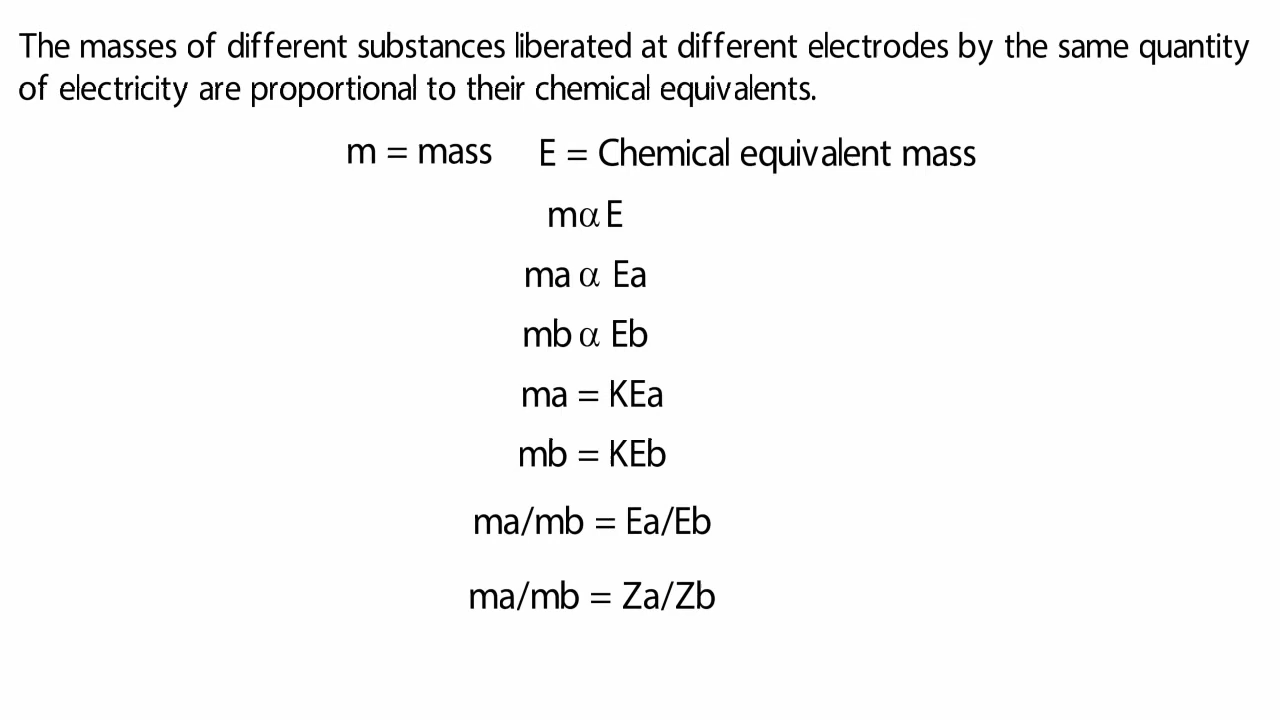 The masses of different substances liberated at different electrodes by the same quantity
of electricity are proportional to their chemical equivalents.
m = mass E = Chemical equivalent mass
mα E
ma α Ea
mb α Eb
ma = KEa
mb = KEb
ma/mb = Ea/Eb
ma/mb = Za/Zb